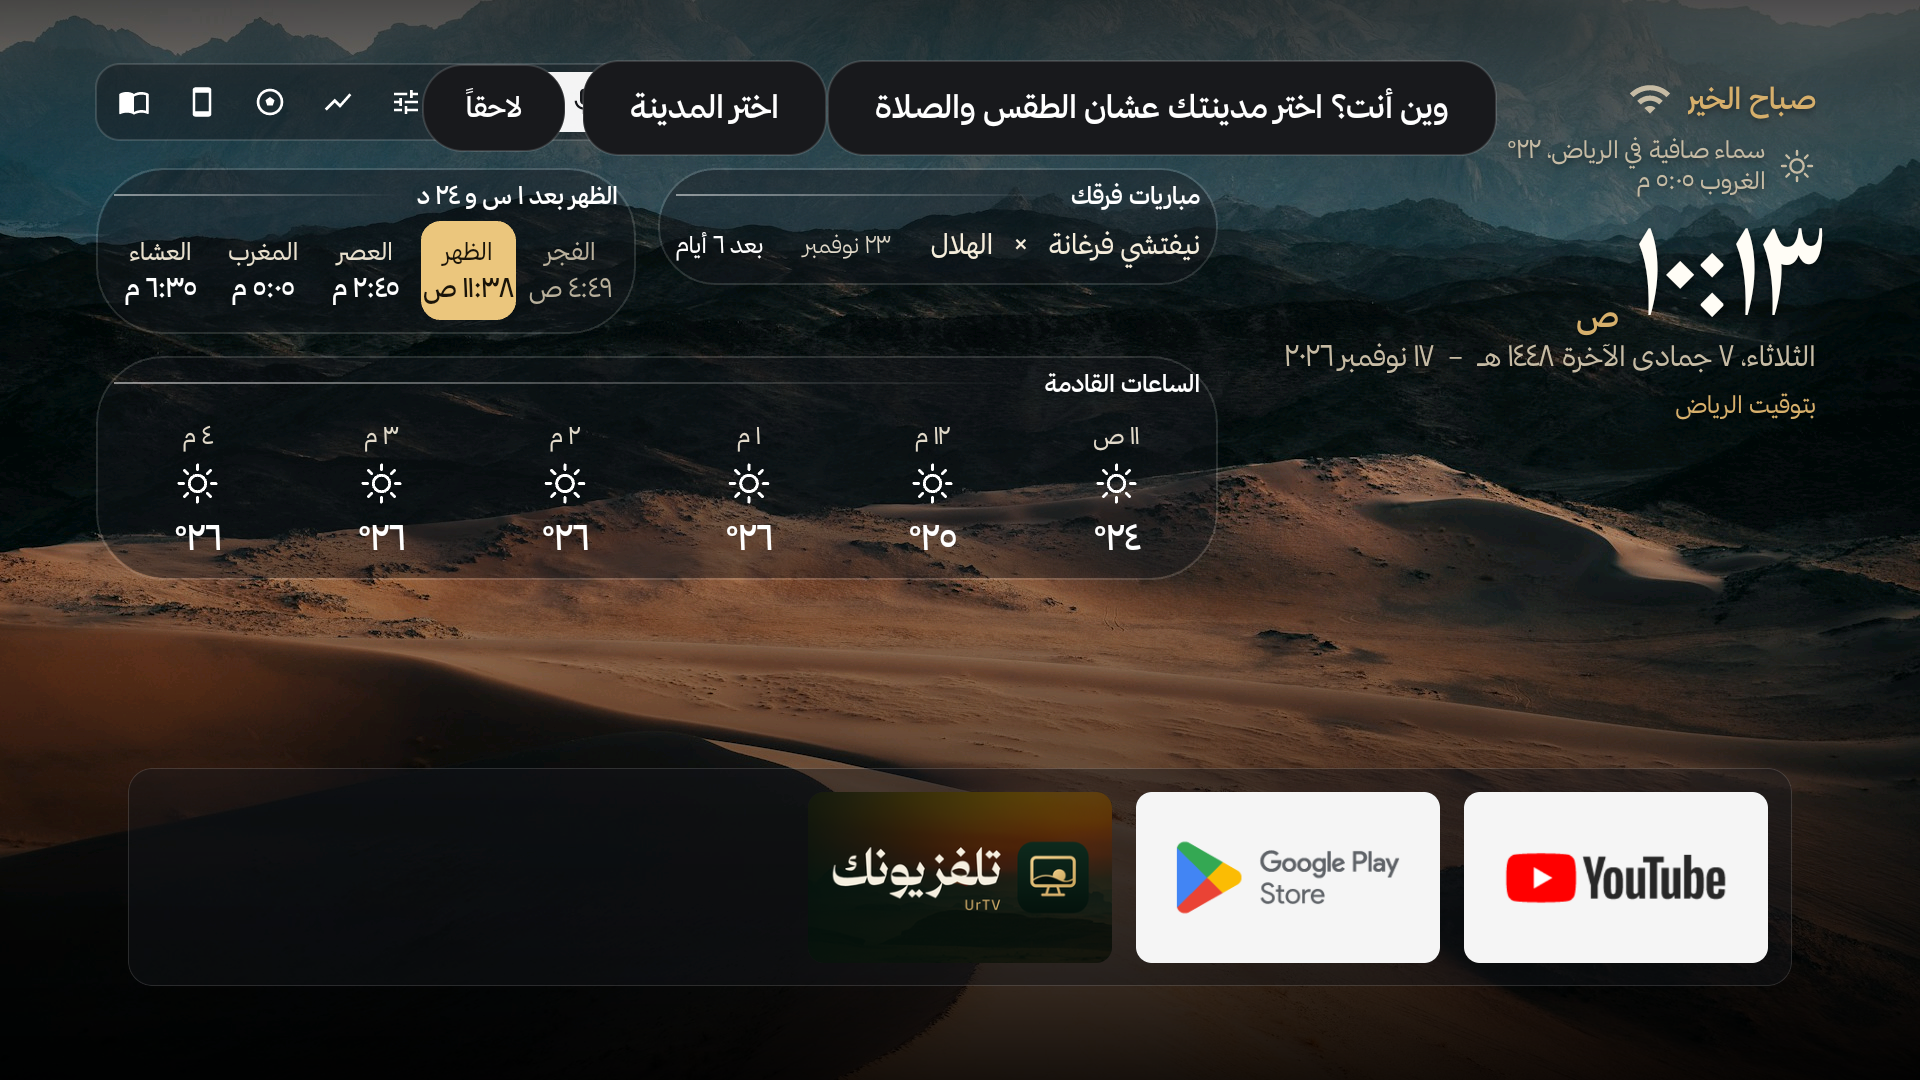 صباح الخير
سماء صافية في الرياض، ٢٢°
الغروب ٥:٠٥ م
١٠:١٣ ص
الثلاثاء، ٧ جمادى الآخرة ١٤٤٨ هـ – ١٧ نوفمبر ٢٠٢٦
بتوقيت الرياض
وين أنت؟ اختر مدينتك عشان الطقس والصلاة
اختر المدينة
لاحقاً
مباريات فرقك
نيفتشي فرغانة × الهلال ٢٣ نوفمبر بعد ٦ أيام
الظهر بعد ١ س و ٢٤ د
الفجر الظهر العصر المغرب العشاء
٤:٤٩ ص ١١:٣٨ ص ٢:٤٥ م ٥:٠٥ م ٦:٣٥ م
الساعات القادمة
١١ ص ١٢ م ١ م ٢ م ٣ م ٤ م
٢٤° ٢٥° ٢٦° ٢٦° ٢٦° ٢٦°
YouTube
Google Play
Store
تلفزيونك
UrTV